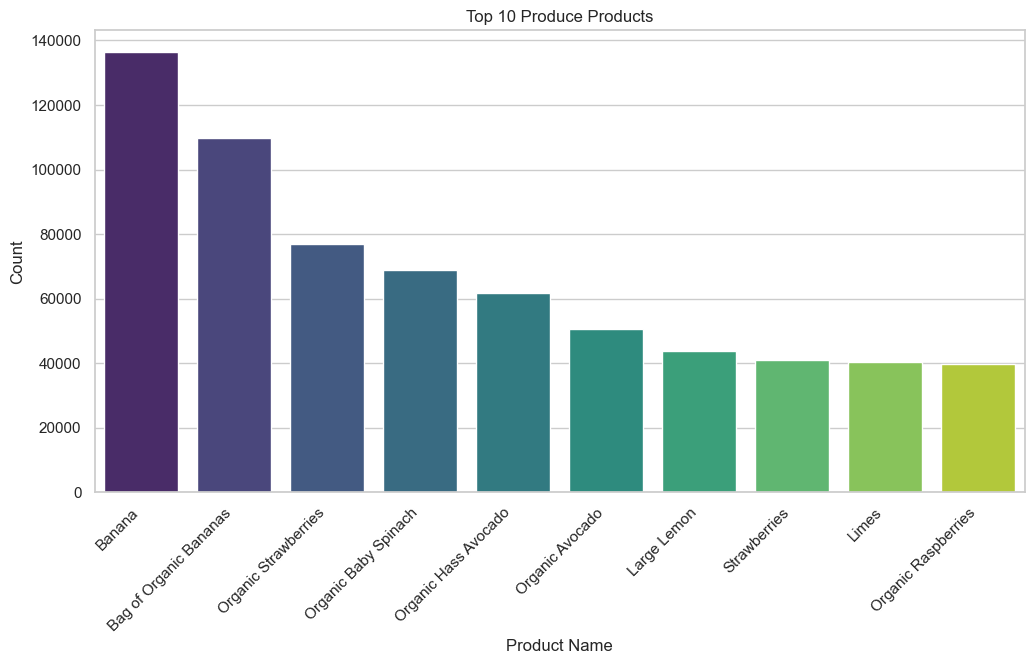 Top 10 Produce Products
140000
120000
100000
80000
60000
40000
20000
0
Count
Banana
Bag of Organic Bananas
Organic Strawberries
Organic Baby Spinach
Organic Hass Avocado
Organic Avocado
Large Lemon
Strawberries
Limes
Organic Raspberries
Product Name